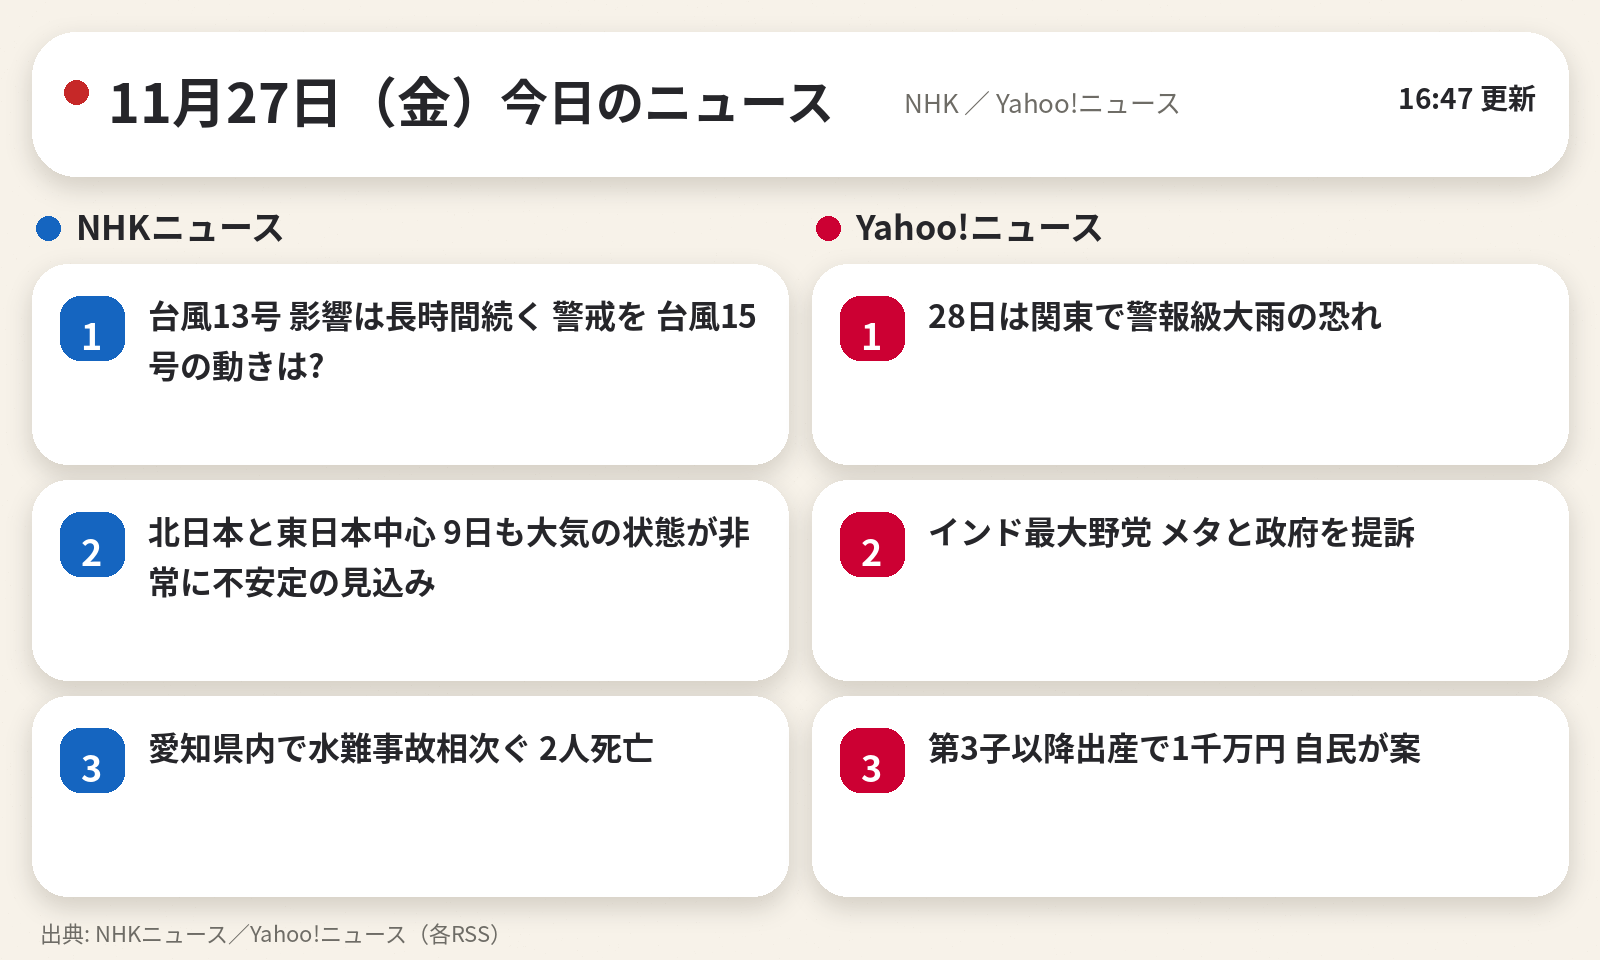 11月27日（金）今日のニュース
NHK ／ Yahoo!ニュース
16:47 更新
NHKニュース
1
台風13号 影響は長時間続く 警戒を 台風15
号の動きは?
2
北日本と東日本中心 9日も大気の状態が非
常に不安定の見込み
3
愛知県内で水難事故相次ぐ 2人死亡
Yahoo!ニュース
1
28日は関東で警報級大雨の恐れ
2
インド最大野党 メタと政府を提訴
3
第3子以降出産で1千万円 自民が案
出典: NHKニュース／Yahoo!ニュース（各RSS）